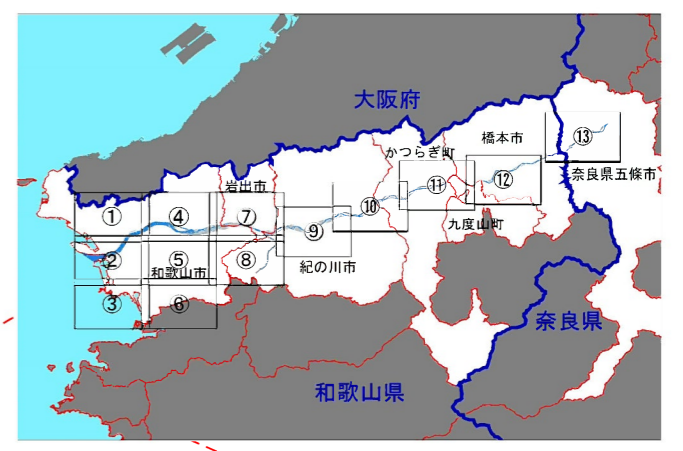 大阪府
橋本市
⑬
かつらぎ町
奈良県五條市
岩出市
⑪
⑫
①
④
⑦
⑨
⑩
九度山町
②
⑤
⑧
紀の川市
和歌山市
③
⑥
奈良県
和歌山県